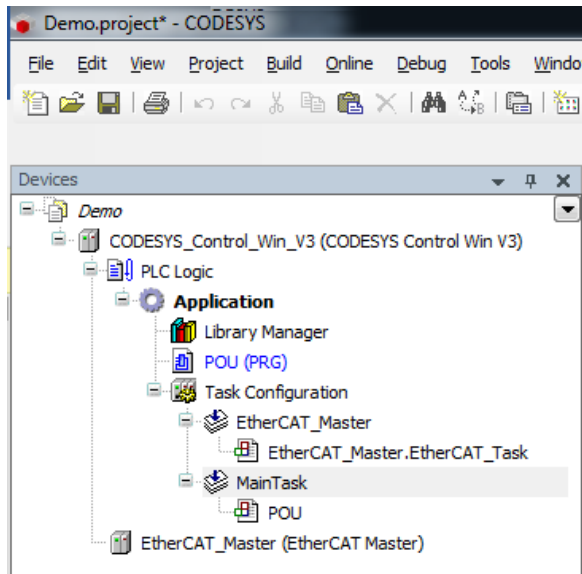 Demo.project* - CODESYS
File Edit View Project Build Online Debug Tools Windo
Devices
Demo
CODESYS_Control_Win_V3 (CODESYS Control Win V3)
PLC Logic
Application
Library Manager
POU (PRG)
Task Configuration
EtherCAT_Master
EtherCAT_Master.EtherCAT_Task
MainTask
POU
EtherCAT_Master (EtherCAT Master)